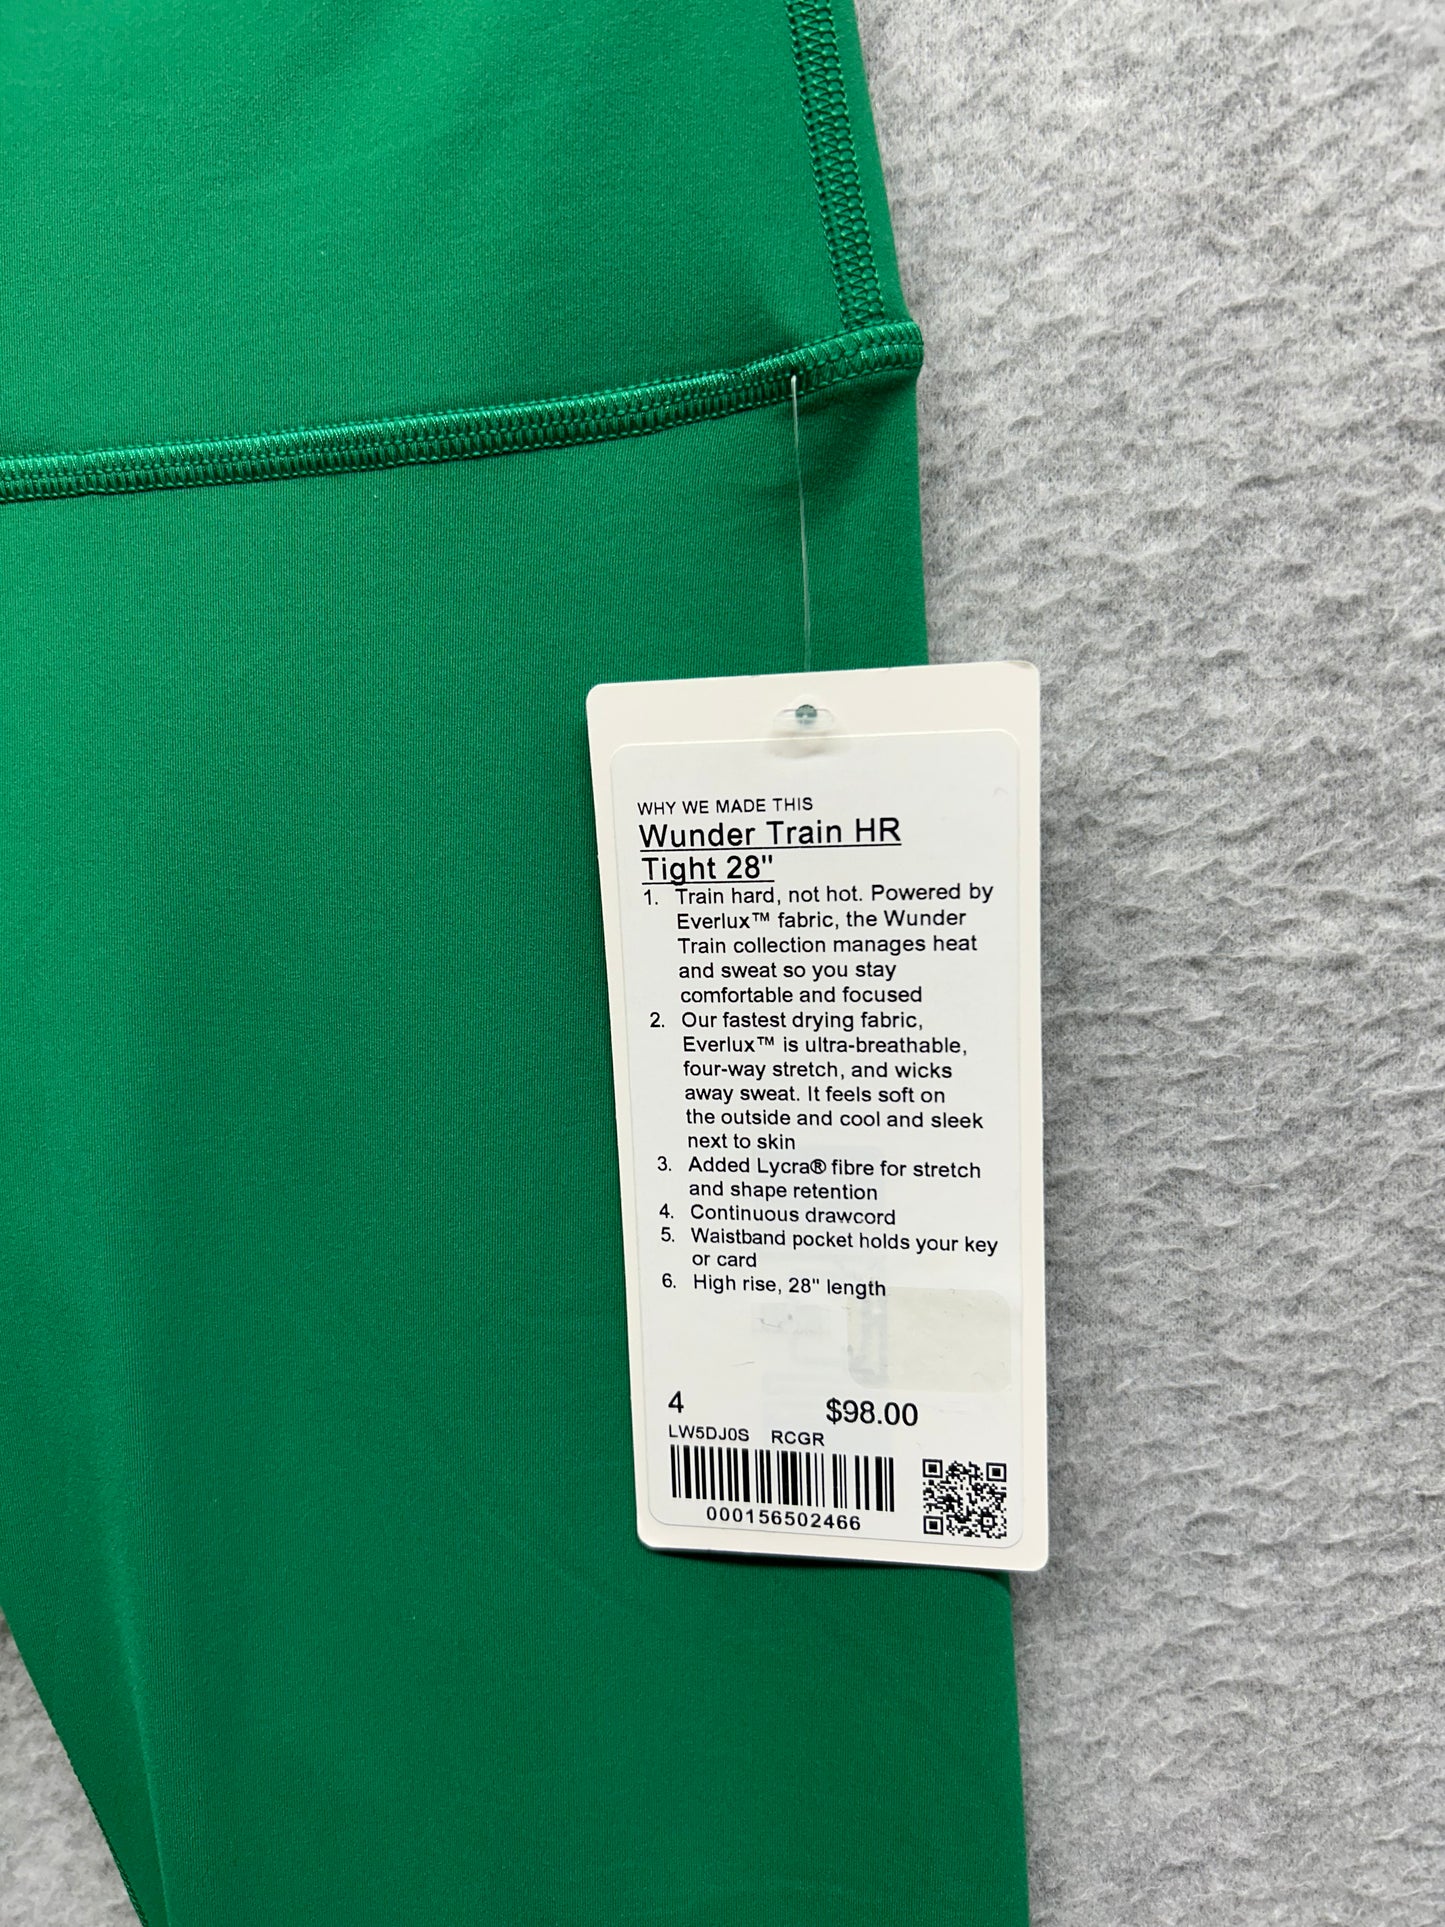 WHY WE MADE THIS
Wunder Train HR
Tight 28"
1. Train hard, not hot. Powered by
Everlux™ fabric, the Wunder
Train collection manages heat
and sweat so you stay
comfortable and focused
2. Our fastest drying fabric,
Everlux™ is ultra-breathable,
four-way stretch, and wicks
away sweat. It feels soft on
the outside and cool and sleek
next to skin
3. Added Lycra® fibre for stretch
and shape retention
4. Continuous drawcord
5. Waistband pocket holds your key
or card
6. High rise, 28" length
4 $98.00
LW5DJ0S RCGR
000156502466